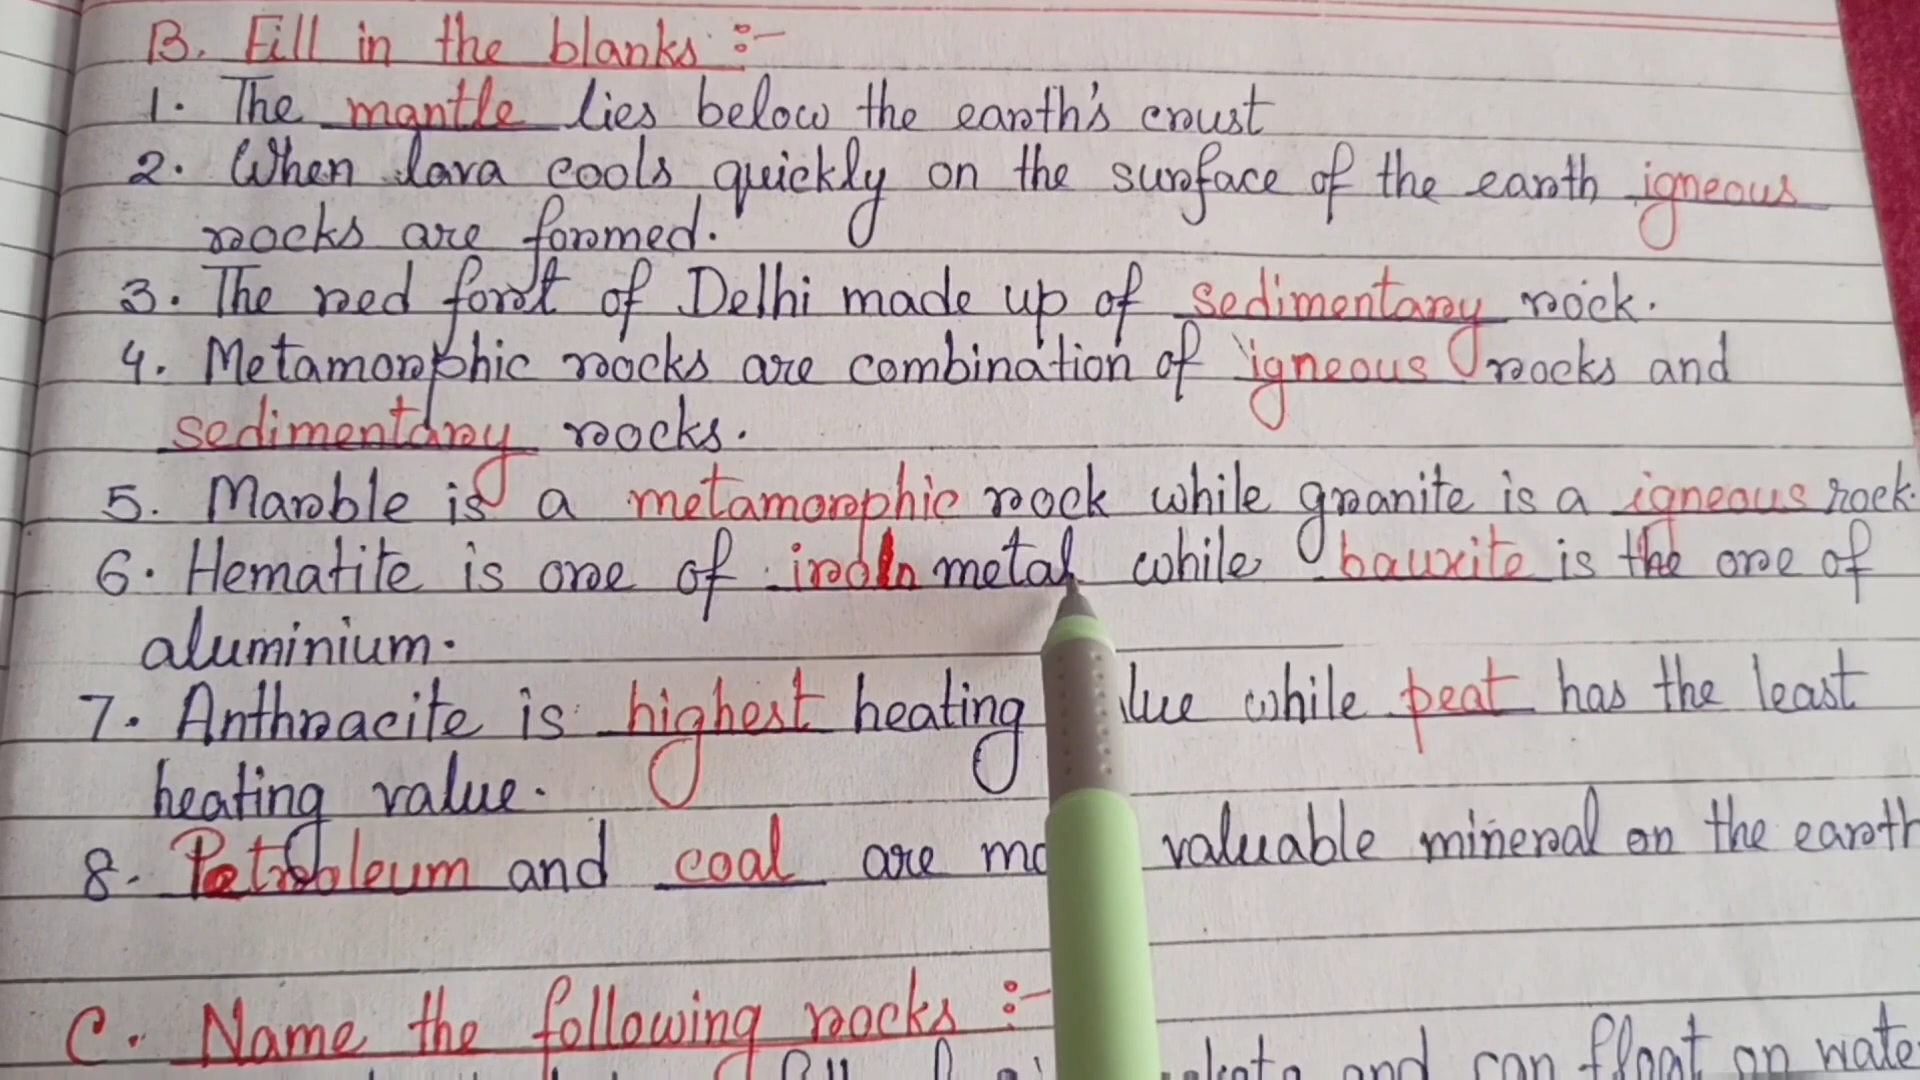 B. Fill in the blanks :-
1. The mantle lies below the earth's crust
2. When lava cools quickly on the surface of the earth igneous
rocks are formed.
3. The red fort of Delhi made up of sedimentary rock.
4. Metamorphic rocks are combination of igneous rocks and
sedimentary rocks.
5. Marble is a metamorphic rock while granite is a igneous rock.
6. Hematite is ore of iron metal while bauxite is the ore of
aluminium.
7. Anthracite is highest heating while peat has the least
heating value.
8. Petroleum and coal are valuable mineral on the earth
C. Name the following rocks :-
and can float on